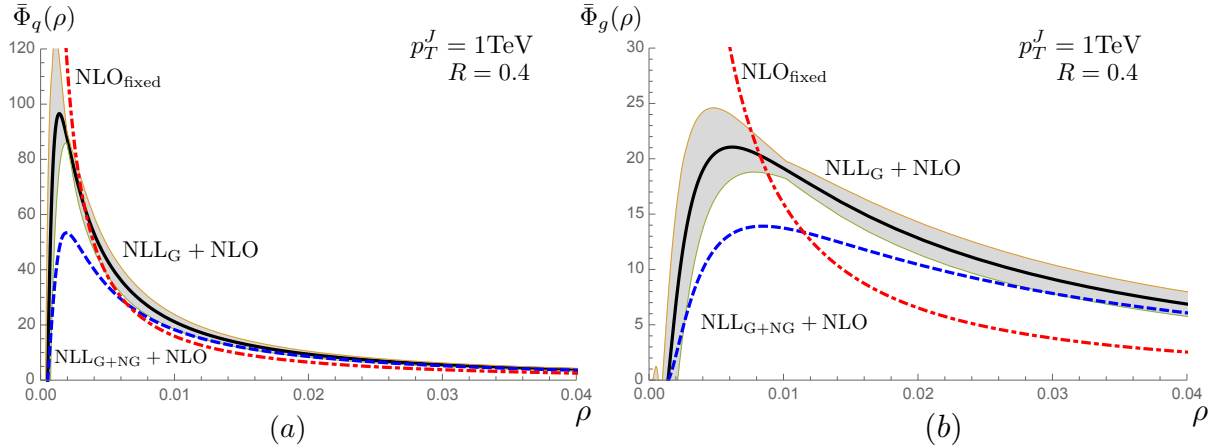 Φ̄_q(ρ)
120
100
80
60
40
20
0
0.00 0.01 0.02 0.03 0.04
ρ
p_T^J = 1TeV
R = 0.4
NLO_fixed
NLL_G + NLO
NLL_G+NG + NLO
(a)
Φ̄_g(ρ)
30
25
20
15
10
5
0
0.00 0.01 0.02 0.03 0.04
ρ
p_T^J = 1TeV
R = 0.4
NLO_fixed
NLL_G + NLO
NLL_G+NG + NLO
(b)